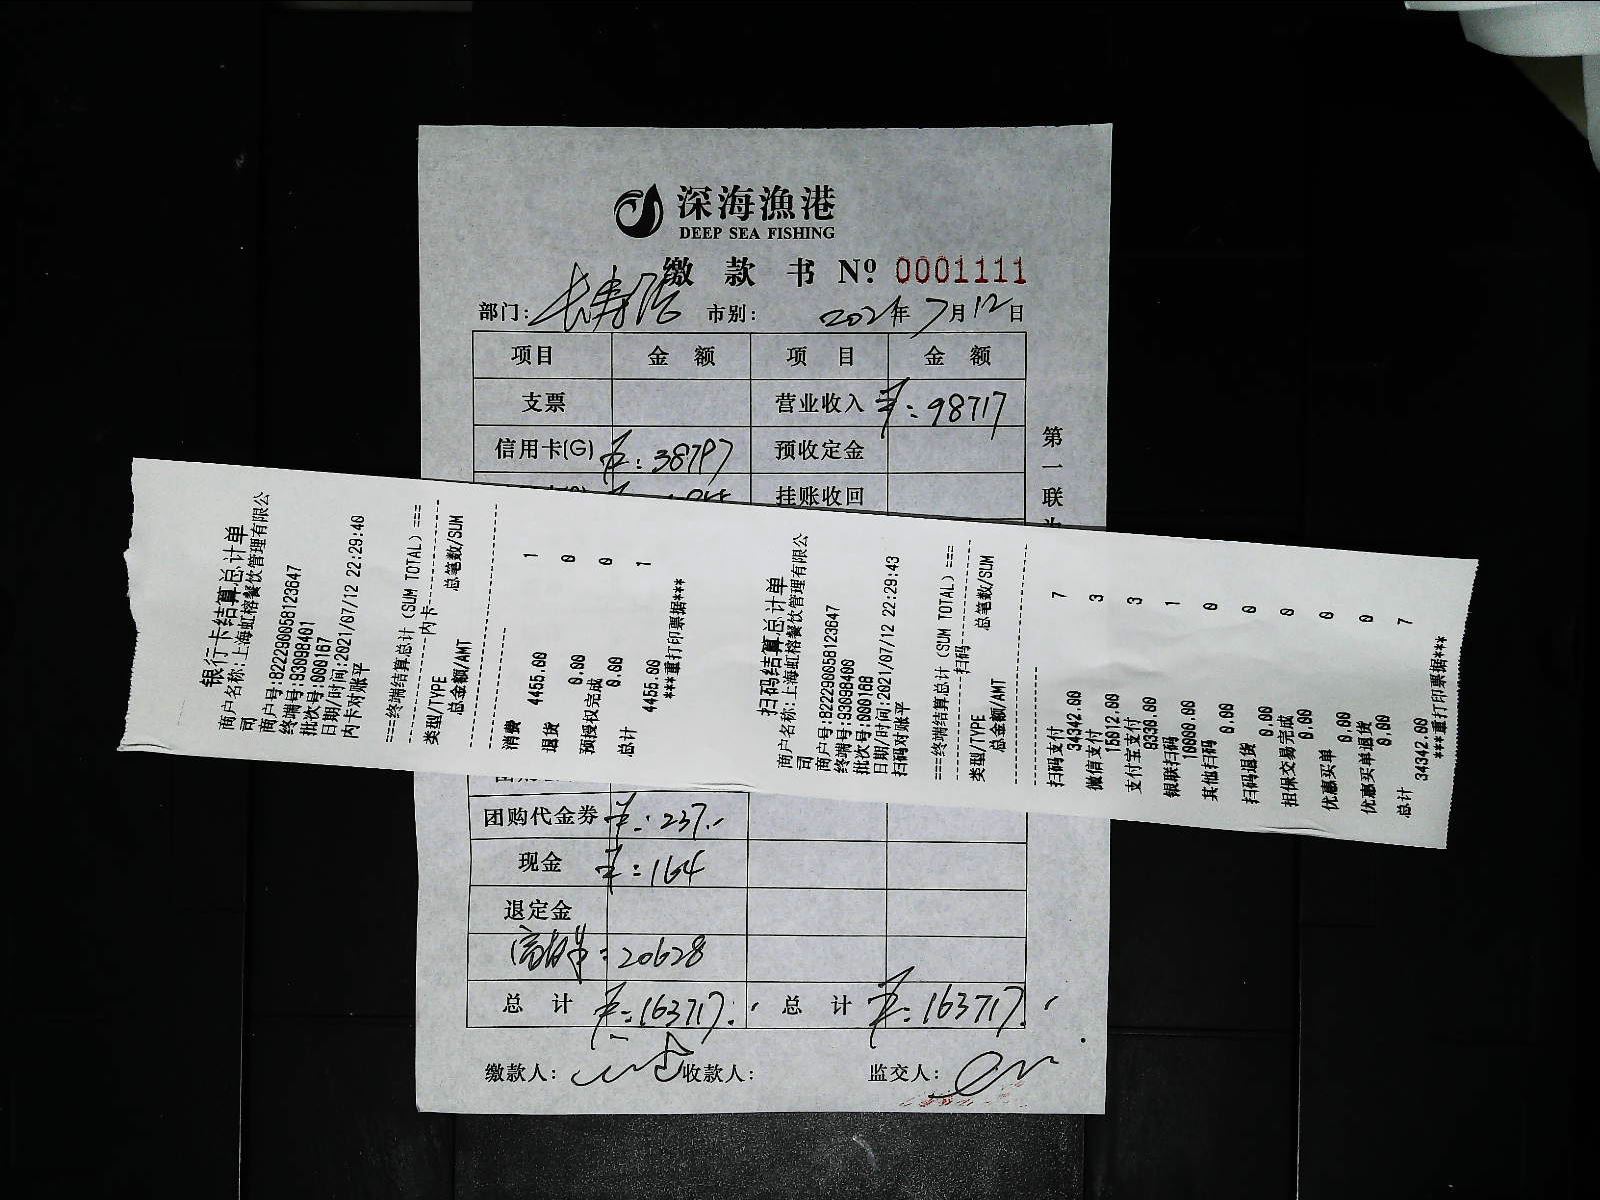 深海渔港
DEEP SEA FISHING
缴款书 Nº 0001111
部门: 长寿路 市别: 2021年7月12日
项目 金额 项目 金额
支票 营业收入 ¥:98717
信用卡(G) ¥:38797 预收定金
挂账收回
第一联
银行卡结算总计单
商户名称:上海虹榕餐饮管理有限公
司
商户号:822290058123647
终端号:93098401
批次号:000167
日期/时间:2021/07/12 22:29:40
内卡对账平
===终端结算总计(SUM TOTAL)===
内卡
类型/TYPE 总笔数/SUM
总金额/AMT
消费 1
4455.00
退货 0
0.00
预授权完成 0
0.00
总计 1
4455.00
***重打印票据***
扫码结算总计单
商户名称:上海虹榕餐饮管理有限公
司
商户号:822290058123647
终端号:93098400
批次号:000168
日期/时间:2021/07/12 22:29:43
扫码对账平
===终端结算总计(SUM TOTAL)===
扫码
类型/TYPE 总笔数/SUM
总金额/AMT
扫码支付 7
34342.00
微信支付 3
15012.00
支付宝支付 3
9330.00
银联扫码 1
10000.00
其他扫码 0
0.00
扫码退货 0
0.00
担保交易完成 0
0.00
优惠买单 0
0.00
优惠买单退货 0
0.00
总计 7
34342.00
***重打印票据***
团购代金券 ¥:237.-
现金 ¥:164
退定金
:20628
总计 ¥:163717. 总计 ¥:163717.
缴款人: 收款人: 监交人: